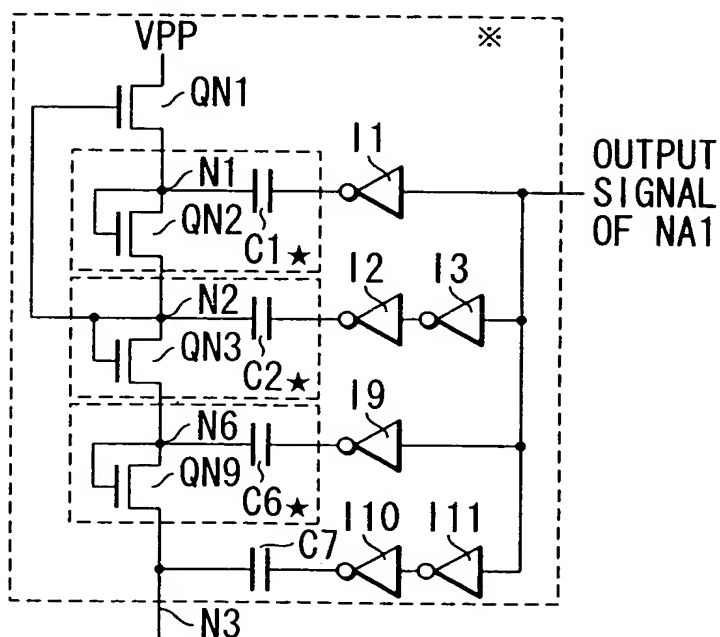 VPP
※
QN1
I1
OUTPUT
SIGNAL
OF NA1
N1
QN2
C1★
N2
I2
I3
QN3
C2★
N6
I9
QN9
C6★
C7
I10
I11
N3